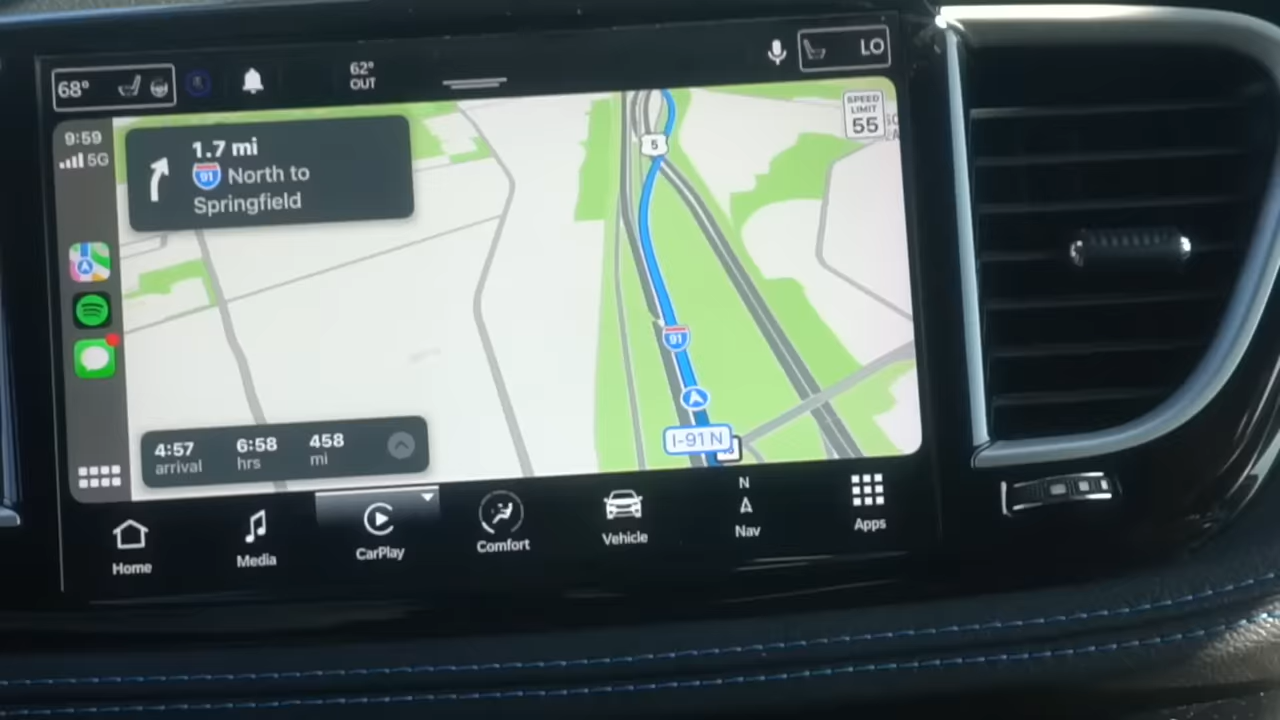 68°
62°
OUT
LO
9:59
5G
1.7 mi
91 North to
Springfield
SPEED
LIMIT
55
5
91
I-91 N
4:57
arrival
6:58
hrs
458
mi
Home
Media
CarPlay
Comfort
Vehicle
N
Nav
Apps